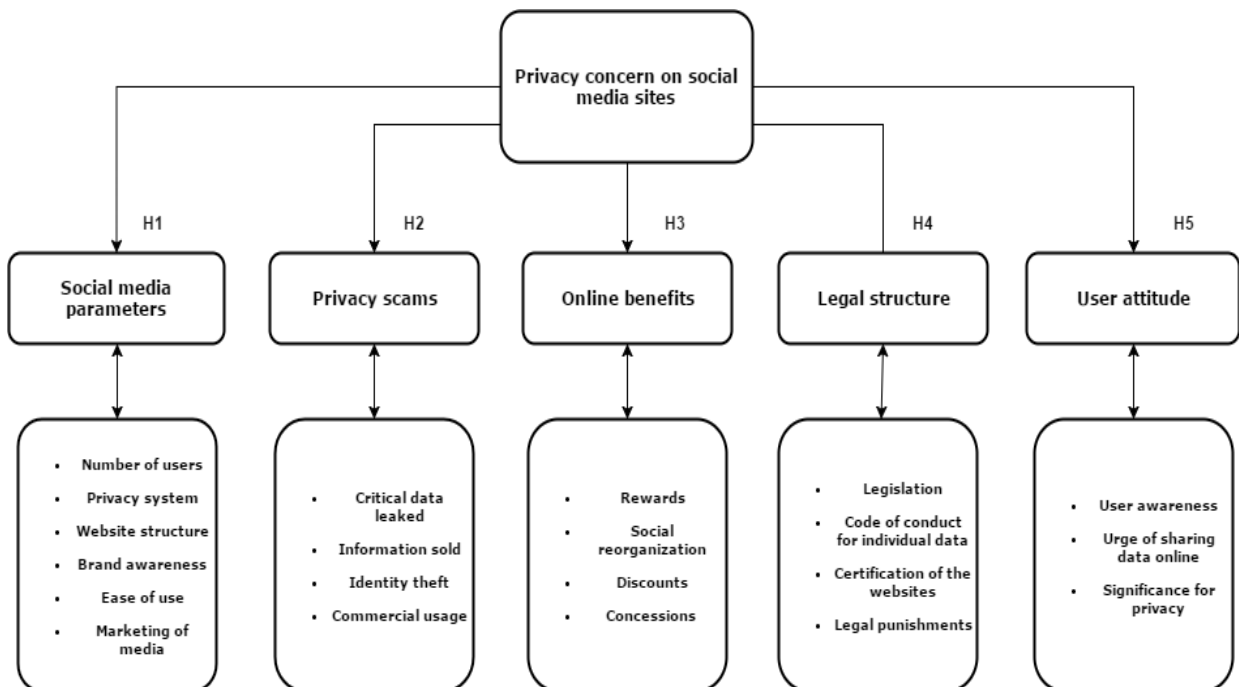 Privacy concern on social
media sites
H1
H2
H3
H4
H5
Social media
parameters
Privacy scams
Online benefits
Legal structure
User attitude
• Number of users
• Privacy system
• Website structure
• Brand awareness
• Ease of use
• Marketing of
media
• Critical data
leaked
• Information sold
• Identity theft
• Commercial usage
• Rewards
• Social
reorganization
• Discounts
• Concessions
• Legislation
• Code of conduct
for individual data
• Certification of the
websites
• Legal punishments
• User awareness
• Urge of sharing
data online
• Significance for
privacy